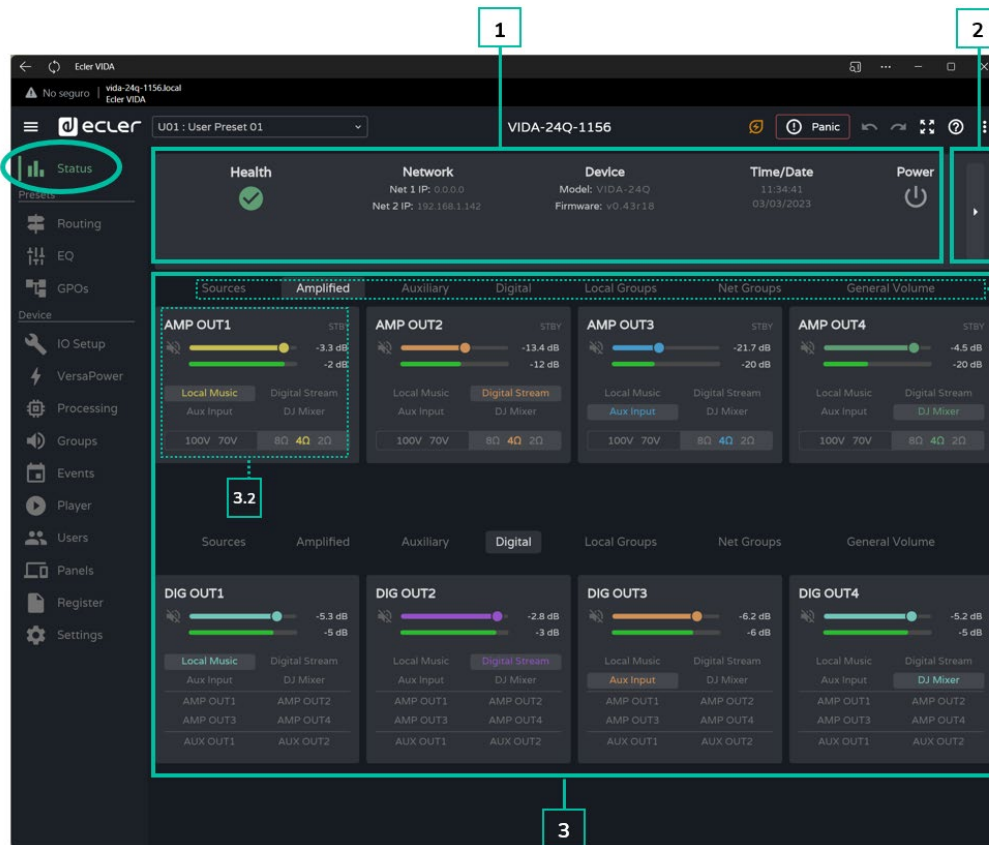 1
2
Ecler VIDA
No seguro
vida-24q-1156.local
Ecler VIDA
ecler
U01 : User Preset 01
VIDA-24Q-1156
Panic
Status
Presets
Routing
EQ
GPOs
Device
IO Setup
VersaPower
Processing
Groups
Events
Player
Users
Panels
Register
Settings
Health
Network
Net 1 IP: 0.0.0.0
Net 2 IP: 192.168.1.142
Device
Model: VIDA-24Q
Firmware: v0.43r18
Time/Date
11:34:41
03/03/2023
Power
Sources Amplified Auxiliary Digital Local Groups Net Groups General Volume
AMP OUT1 STBY
-3.3 dB
-2 dB
Local Music Digital Stream
Aux Input DJ Mixer
100V 70V 8Ω 4Ω 2Ω
AMP OUT2 STBY
-13.4 dB
-12 dB
Local Music Digital Stream
Aux Input DJ Mixer
100V 70V 8Ω 4Ω 2Ω
AMP OUT3 STBY
-21.7 dB
-20 dB
Local Music Digital Stream
Aux Input DJ Mixer
100V 70V 8Ω 4Ω 2Ω
AMP OUT4 STBY
-4.5 dB
-20 dB
Local Music Digital Stream
Aux Input DJ Mixer
100V 70V 8Ω 4Ω 2Ω
3.2
Sources Amplified Auxiliary Digital Local Groups Net Groups General Volume
DIG OUT1
-5.3 dB
-5 dB
Local Music Digital Stream
Aux Input DJ Mixer
AMP OUT1 AMP OUT2
AMP OUT3 AMP OUT4
AUX OUT1 AUX OUT2
DIG OUT2
-2.8 dB
-3 dB
Local Music Digital Stream
Aux Input DJ Mixer
AMP OUT1 AMP OUT2
AMP OUT3 AMP OUT4
AUX OUT1 AUX OUT2
DIG OUT3
-6.2 dB
-6 dB
Local Music Digital Stream
Aux Input DJ Mixer
AMP OUT1 AMP OUT2
AMP OUT3 AMP OUT4
AUX OUT1 AUX OUT2
DIG OUT4
-5.2 dB
-5 dB
Local Music Digital Stream
Aux Input DJ Mixer
AMP OUT1 AMP OUT2
AMP OUT3 AMP OUT4
AUX OUT1 AUX OUT2
3